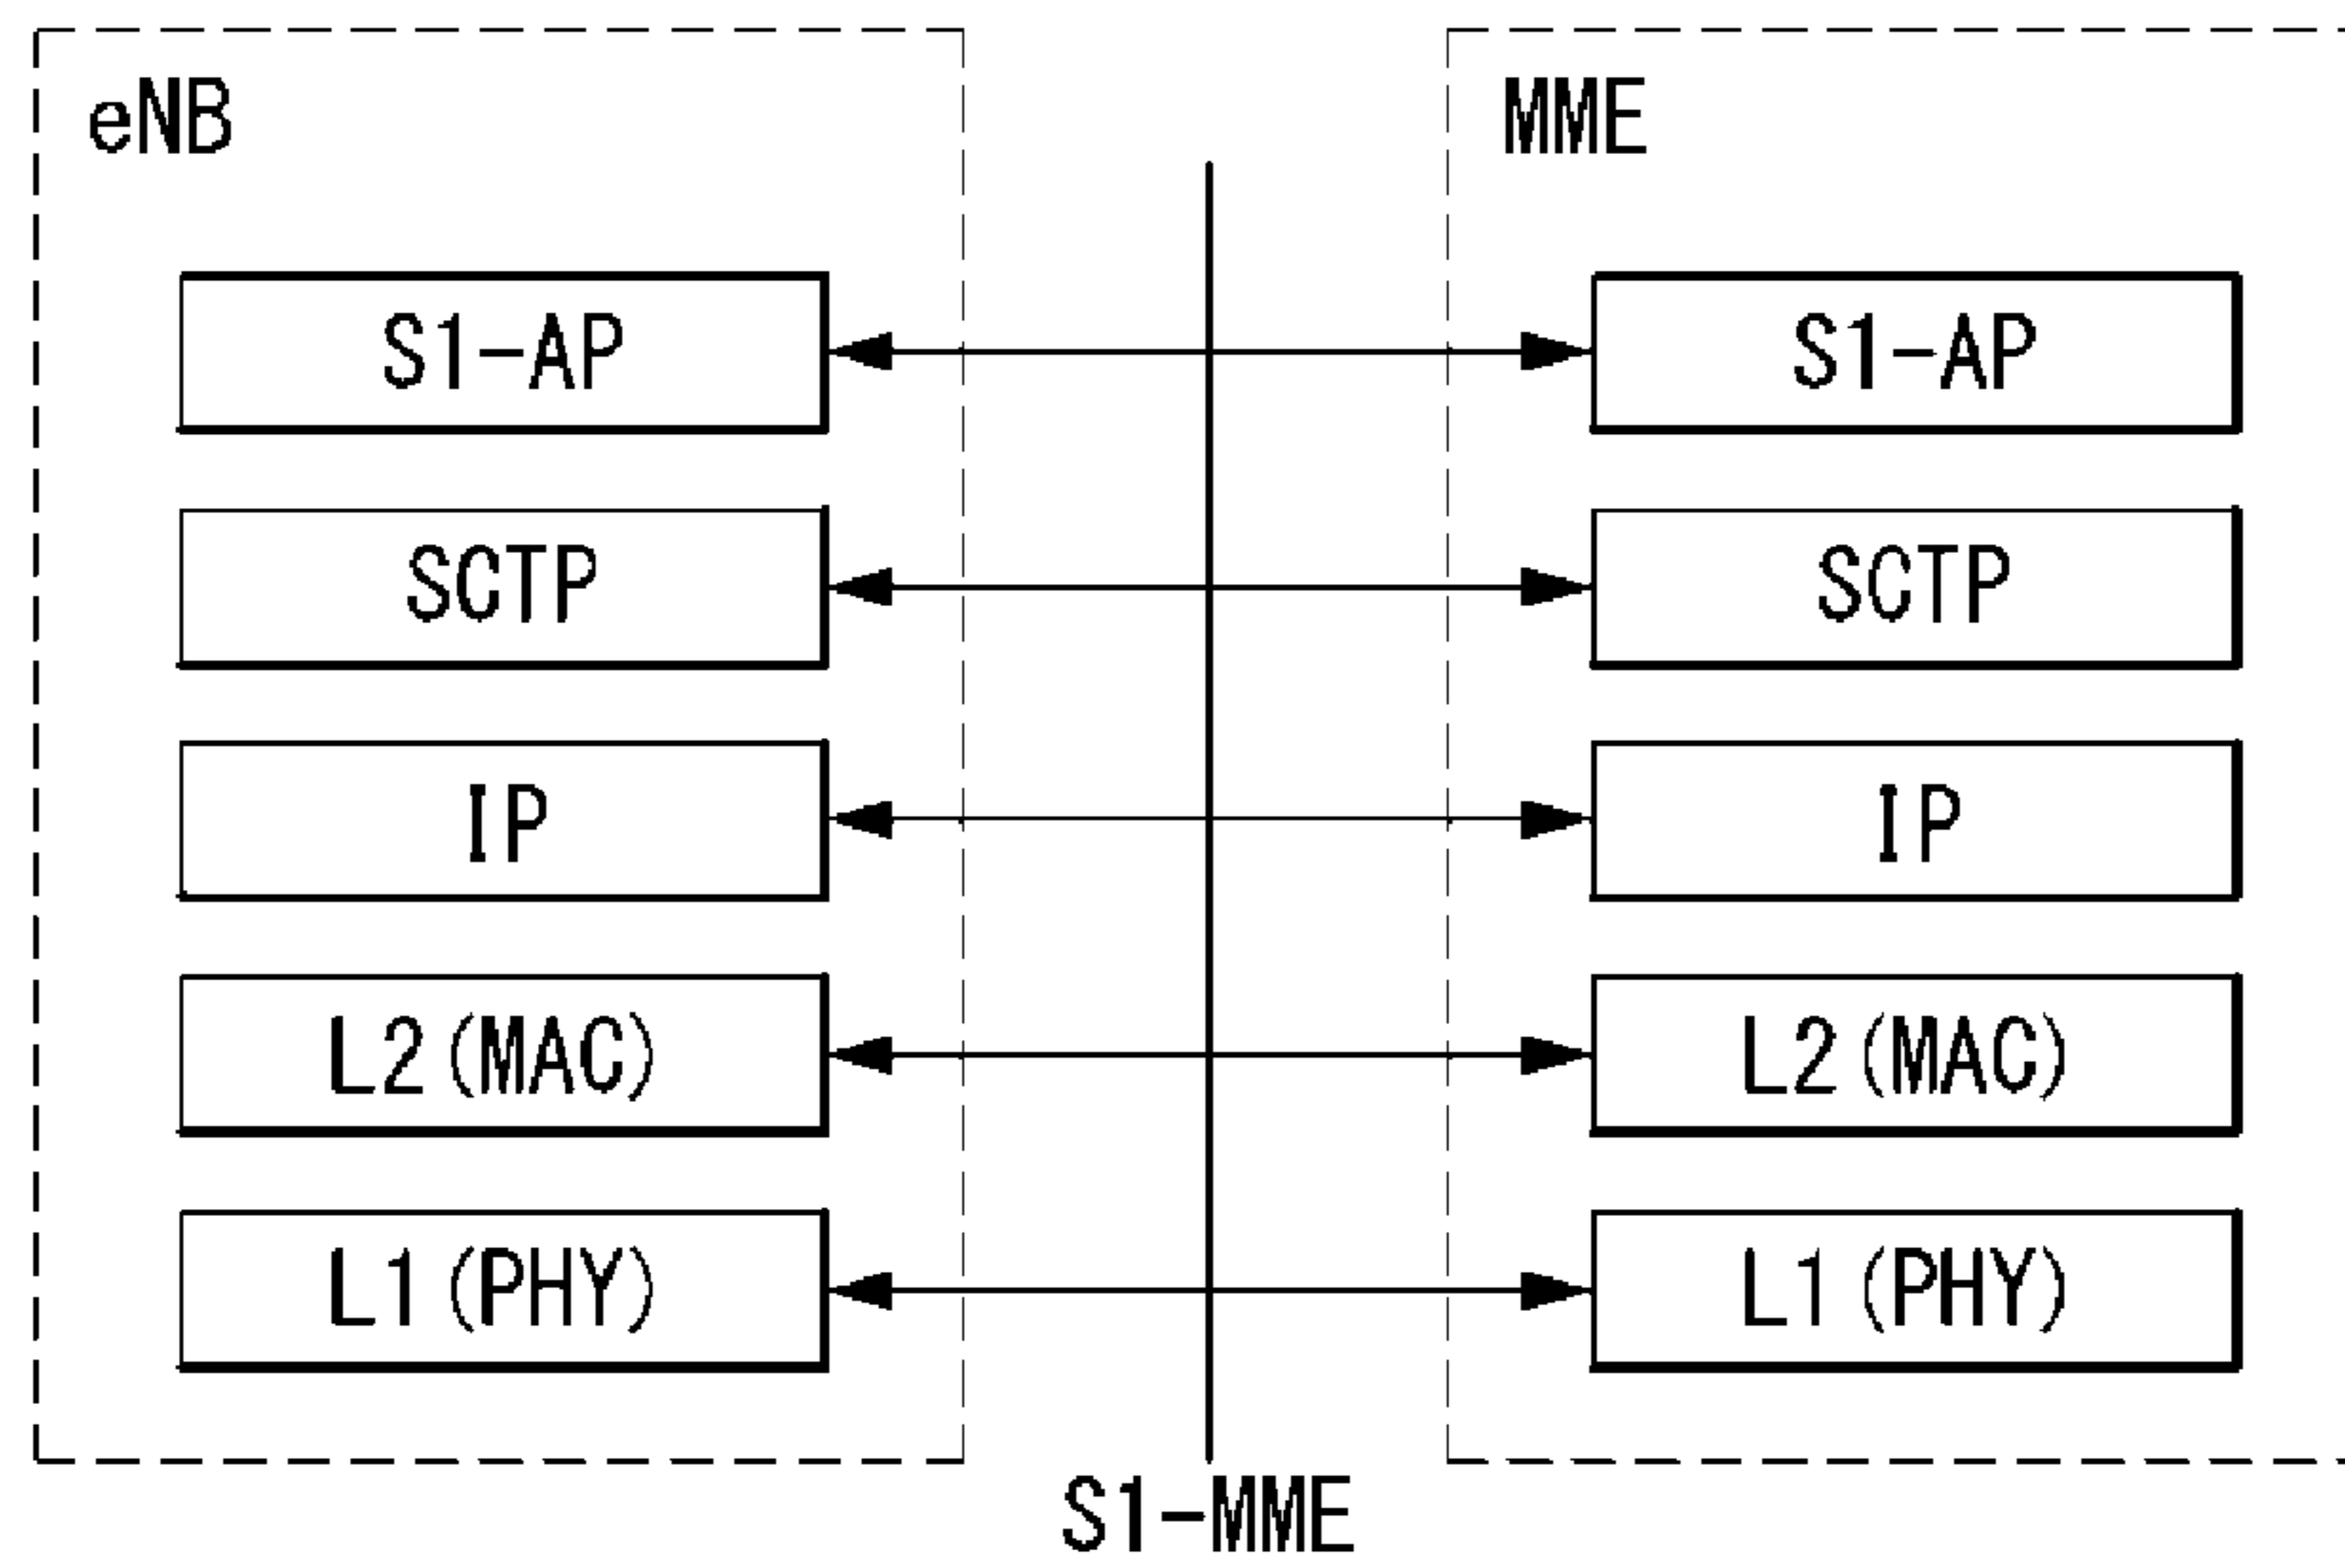 eNB
MME
S1-AP
S1-AP
SCTP
SCTP
IP
IP
L2(MAC)
L2(MAC)
L1(PHY)
L1(PHY)
S1-MME